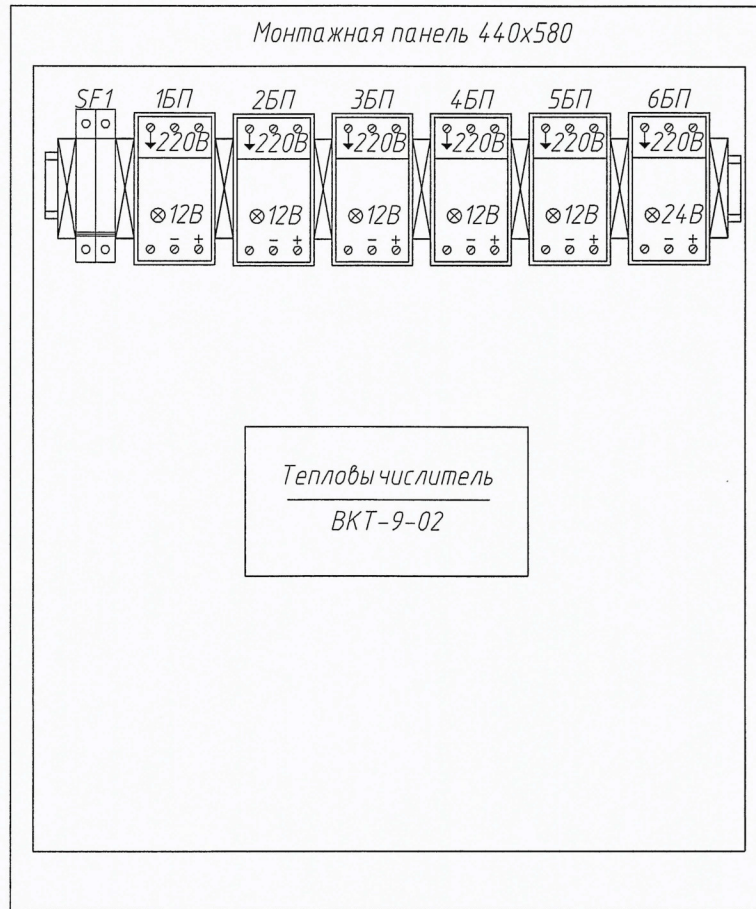 Монтажная панель 440х580
SF1 1БП 2БП 3БП 4БП 5БП 6БП
220В 220В 220В 220В 220В 220В
12В 12В 12В 12В 12В 24В
- + - + - + - + - + - +
Тепловычислитель
ВКТ-9-02